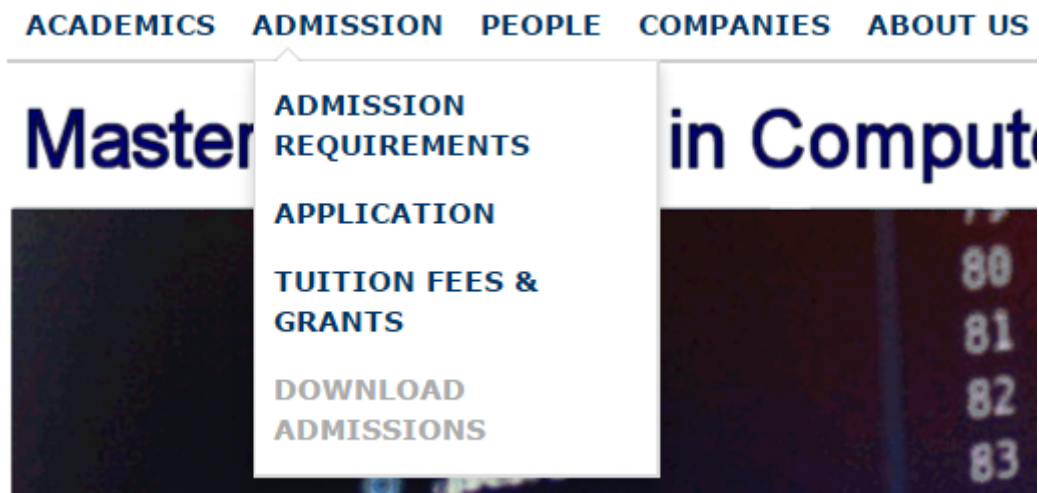 ACADEMICS ADMISSION PEOPLE COMPANIES ABOUT US
ADMISSION
REQUIREMENTS
APPLICATION
TUITION FEES &
GRANTS
DOWNLOAD
ADMISSIONS
Master in Compute
80
81
82
83